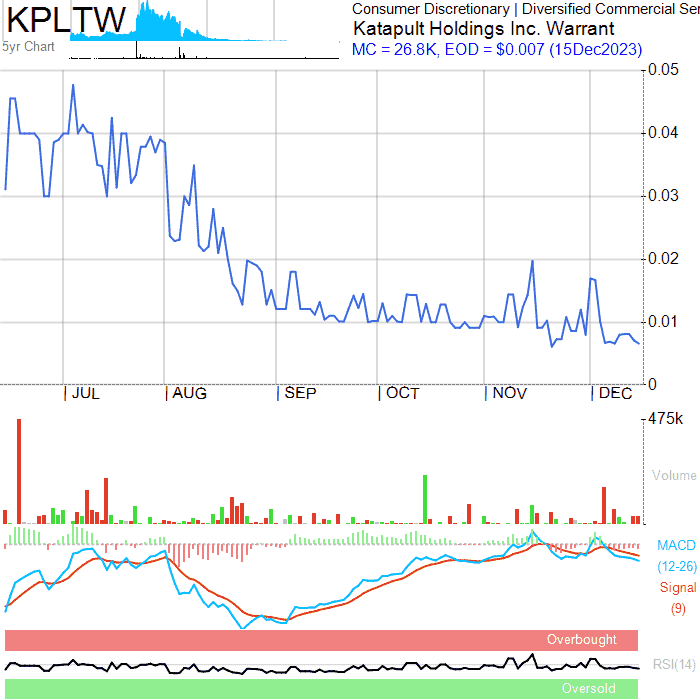 KPLTW
5yr Chart
Consumer Discretionary | Diversified Commercial Ser
Katapult Holdings Inc. Warrant
MC = 26.8K, EOD = $0.007 (15Dec2023)
0.05
0.04
0.03
0.02
0.01
0
JUL AUG SEP OCT NOV DEC
475k
Volume
MACD
(12-26)
Signal
(9)
Overbought
RSI(14)
Oversold